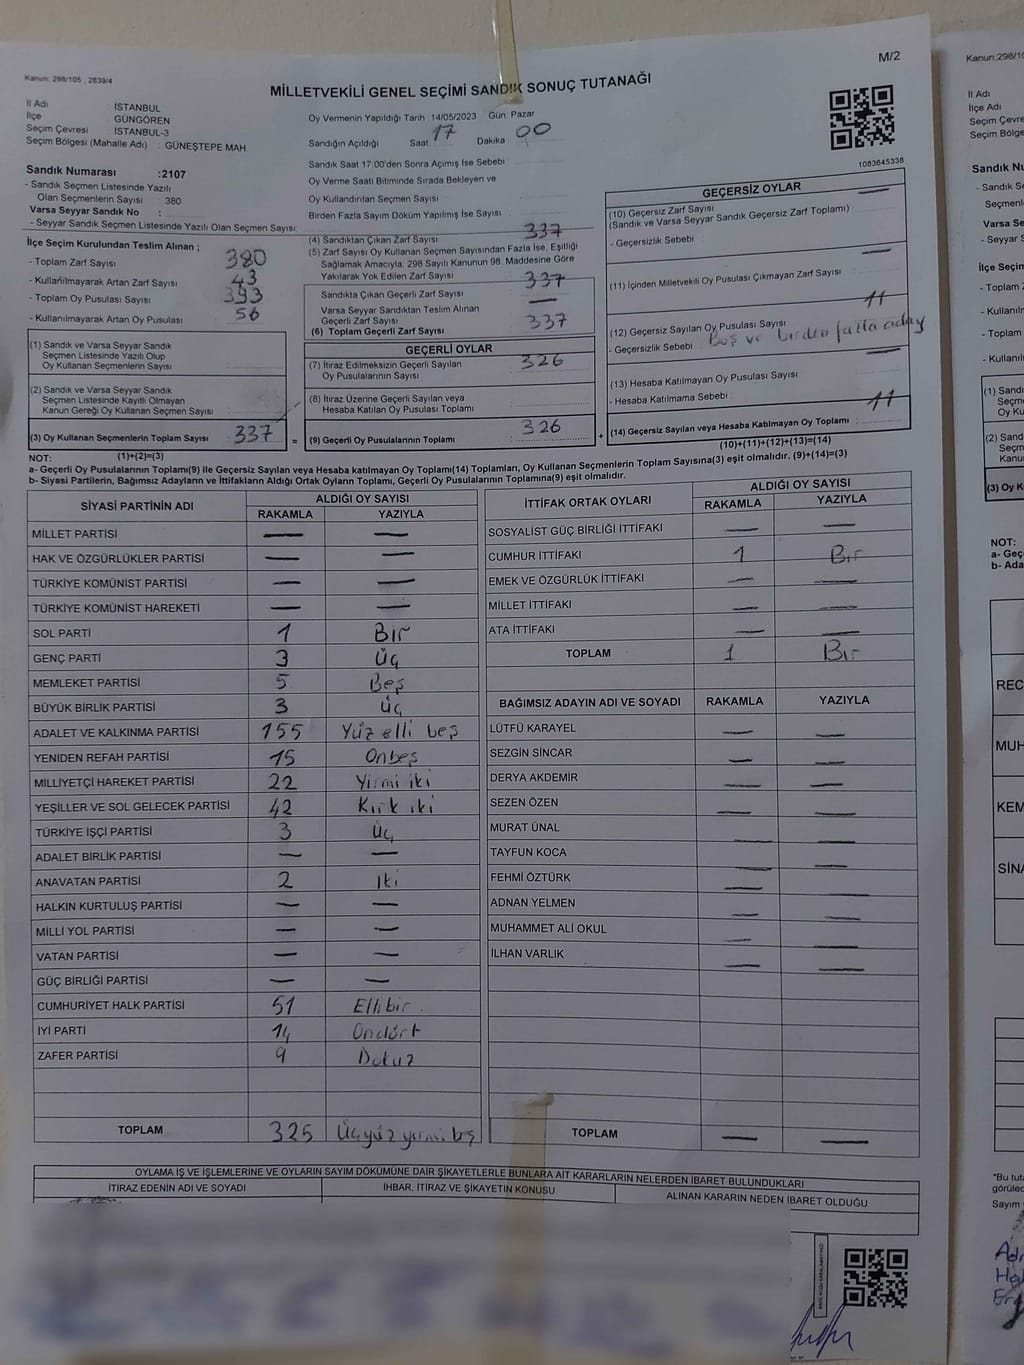 Kanun: 298/105 , 2839/4
M/2
MİLLETVEKİLİ GENEL SEÇİMİ SANDIK SONUÇ TUTANAĞI
İl Adı : İSTANBUL
İlçe GÜNGÖREN
Seçim Çevresi İSTANBUL-3
Seçim Bölgesi (Mahalle Adı) : GÜNEŞTEPE MAH
Oy Vermenin Yapıldığı Tarih 14/05/2023 Gün Pazar
Sandığın Açıldığı Saat 17 Dakika 00
Sandık Saat 17:00'den Sonra Açımış İse Sebebi
Oy Verme Saati Bitiminde Sırada Bekleyen ve
Oy Kullandırılan Seçmen Sayısı
Birden Fazla Sayım Döküm Yapılmış İse Sayısı
1083645338
Sandık Numarası :2107
- Sandık Seçmen Listesinde Yazılı
Olan Seçmenlerin Sayısı : 380
Varsa Seyyar Sandık No :
- Seyyar Sandık Seçmen Listesinde Yazılı Olan Seçmen Sayısı
İlçe Seçim Kurulundan Teslim Alınan ;
- Toplam Zarf Sayısı 380
- Kullanılmayarak Artan Zarf Sayısı 43
- Toplam Oy Pusulası Sayısı 393
- Kullanılmayarak Artan Oy Pusulası 56
(1) Sandık ve Varsa Seyyar Sandık
Seçmen Listesinde Yazılı Olup
Oy Kullanan Seçmenlerin Sayısı
(2) Sandık ve Varsa Seyyar Sandık
Seçmen Listesinde Kayıtlı Olmayan
Kanun Gereği Oy Kullanan Seçmen Sayısı
(3) Oy Kullanan Seçmenlerin Toplam Sayısı 337 =
(1)+(2)=(3)
(4) Sandıktan Çıkan Zarf Sayısı 337
(5) Zarf Sayısı Oy Kullanan Seçmen Sayısından Fazla İse, Eşitliği
Sağlamak Amacıyla, 298 Sayılı Kanunun 98. Maddesine Göre
Yakılarak Yok Edilen Zarf Sayısı
Sandıkta Çıkan Geçerli Zarf Sayısı 337
Varsa Seyyar Sandıktan Teslim Alınan
Geçerli Zarf Sayısı —
(6) Toplam Geçerli Zarf Sayısı 337
GEÇERLİ OYLAR
(7) İtiraz Edilmeksizin Geçerli Sayılan
Oy Pusulalarının Sayısı 326
(8) İtiraz Üzerine Geçerli Sayılan veya
Hesaba Katılan Oy Pusulası Toplamı
(9) Geçerli Oy Pusulalarının Toplamı 326 +
GEÇERSİZ OYLAR
(10) Geçersiz Zarf Sayısı —
(Sandık ve Varsa Seyyar Sandık Geçersiz Zarf Toplamı)
- Geçersizlik Sebebi
(11) İçinden Milletvekili Oy Pusulası Çıkmayan Zarf Sayısı —
(12) Geçersiz Sayılan Oy Pusulası Sayısı 11
- Geçersizlik Sebebi Boş ve birden fazla aday
(13) Hesaba Katılmayan Oy Pusulası Sayısı —
- Hesaba Katılmama Sebebi :
(14) Geçersiz Sayılan veya Hesaba Katılmayan Oy Toplamı 11
(10)+(11)+(12)+(13)=(14)
NOT:
a- Geçerli Oy Pusulalarının Toplamı(9) ile Geçersiz Sayılan veya Hesaba katılmayan Oy Toplamı(14) Toplamları, Oy Kullanan Seçmenlerin Toplam Sayısına(3) eşit olmalıdır. (9)+(14)=(3)
b- Siyasi Partilerin, Bağımsız Adayların ve İttifakların Aldığı Ortak Oyların Toplamı, Geçerli Oy Pusulalarının Toplamına(9) eşit olmalıdır.
SİYASİ PARTİNİN ADI ALDIĞI OY SAYISI
RAKAMLA YAZIYLA
MİLLET PARTİSİ — —
HAK VE ÖZGÜRLÜKLER PARTİSİ — —
TÜRKİYE KOMÜNİST PARTİSİ — —
TÜRKİYE KOMÜNİST HAREKETİ — —
SOL PARTİ 1 Bir
GENÇ PARTİ 3 Üç
MEMLEKET PARTİSİ 5 Beş
BÜYÜK BİRLİK PARTİSİ 3 Üç
ADALET VE KALKINMA PARTİSİ 155 Yüz elli beş
YENİDEN REFAH PARTİSİ 15 Onbeş
MİLLİYETÇİ HAREKET PARTİSİ 22 Yirmi iki
YEŞİLLER VE SOL GELECEK PARTİSİ 42 Kırk iki
TÜRKİYE İŞÇİ PARTİSİ 3 Üç
ADALET BİRLİK PARTİSİ — —
ANAVATAN PARTİSİ 2 İki
HALKIN KURTULUŞ PARTİSİ — —
MİLLİ YOL PARTİSİ — —
VATAN PARTİSİ — —
GÜÇ BİRLİĞİ PARTİSİ — —
CUMHURİYET HALK PARTİSİ 51 Ellibir
İYİ PARTİ 14 Ondört
ZAFER PARTİSİ 9 Dokuz
TOPLAM 325 Üçyüz yirmi beş
İTTİFAK ORTAK OYLARI ALDIĞI OY SAYISI
RAKAMLA YAZIYLA
SOSYALİST GÜÇ BİRLİĞİ İTTİFAKI — —
CUMHUR İTTİFAKI 1 Bir
EMEK VE ÖZGÜRLÜK İTTİFAKI — —
MİLLET İTTİFAKI — —
ATA İTTİFAKI — —
TOPLAM 1 Bir
BAĞIMSIZ ADAYIN ADI VE SOYADI RAKAMLA YAZIYLA
LÜTFÜ KARAYEL — —
SEZGİN SİNCAR — —
DERYA AKDEMİR — —
SEZEN ÖZEN — —
MURAT ÜNAL — —
TAYFUN KOCA — —
FEHMİ ÖZTÜRK — —
ADNAN YELMEN — —
MUHAMMET ALİ OKUL — —
İLHAN VARLIK — —
TOPLAM — —
OYLAMA İŞ VE İŞLEMLERİNE VE OYLARIN SAYIM DÖKÜMÜNE DAİR ŞİKAYETLERLE BUNLARA AİT KARARLARIN NELERDEN İBARET BULUNDUKLARI
İTİRAZ EDENİN ADI VE SOYADI İHBAR, İTİRAZ VE ŞİKAYETİN KONUSU ALINAN KARARIN NEDEN İBARET OLDUĞU
Kanun:298/10
İl Adı
İlçe Adı
Seçim Çevre
Seçim Bölg
Sandık Nu
- Sandık Se
Seçmenl
Varsa Se
- Seyyar S
İlçe Seçi
- Toplam
- Kullanıl
- Toplam
- Kullanıl
(1) Sand
Seçm
Oy Ku
(2) Sand
Seçm
Kanu
(3) Oy K
NOT:
a- Geç
b- Ada
REC
MUH
KEM
SİNA
*Bu tuta
görülec
Sayım